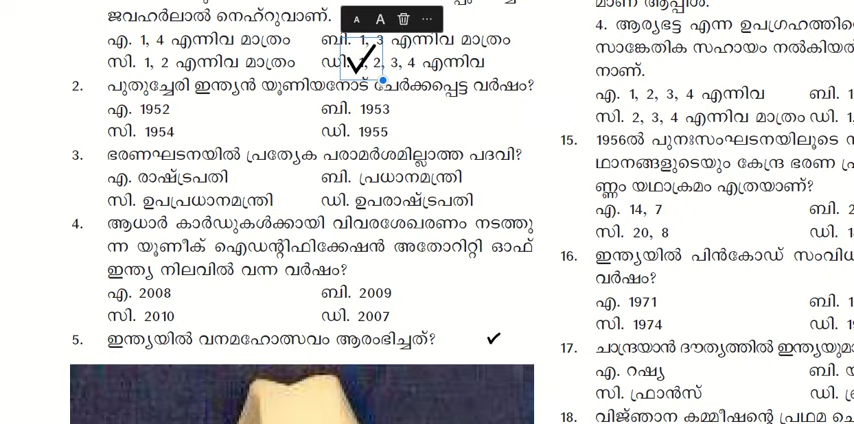 ജവഹർലാൽ നെഹ്റുവാണ്.
എ. 1, 4 എന്നിവ മാത്രം ബി. 1, 3 എന്നിവ മാത്രം
സി. 1, 2 എന്നിവ മാത്രം ഡി. 1, 2, 3, 4 എന്നിവ
2. പുതുച്ചേരി ഇന്ത്യൻ യൂണിയനോട് ചേർക്കപ്പെട്ട വർഷം?
എ. 1952 ബി. 1953
സി. 1954 ഡി. 1955
3. ഭരണഘടനയിൽ പ്രത്യേക പരാമർശമില്ലാത്ത പദവി?
എ. രാഷ്ട്രപതി ബി. പ്രധാനമന്ത്രി
സി. ഉപപ്രധാനമന്ത്രി ഡി. ഉപരാഷ്ട്രപതി
4. ആധാർ കാർഡുകൾക്കായി വിവരശേഖരണം നടത്തു
ന്ന യൂണീക് ഐഡന്റിഫിക്കേഷൻ അതോറിറ്റി ഓഫ്
ഇന്ത്യ നിലവിൽ വന്ന വർഷം?
എ. 2008 ബി. 2009
സി. 2010 ഡി. 2007
5. ഇന്ത്യയിൽ വനമഹോത്സവം ആരംഭിച്ചത്?
A A
4. ആര്യഭട്ട എന്ന ഉപഗ്രഹത്തിന്
സാങ്കേതിക സഹായം നൽകിയത്
നാണ്.
എ. 1, 2, 3, 4 എന്നിവ ബി.
സി. 2, 3, 4 എന്നിവ മാത്രം ഡി.
15. 1956ൽ പുനഃസംഘടനയിലൂടെ
ഥാനങ്ങളുടെയും കേന്ദ്ര ഭരണ
ണ്ണം യഥാക്രമം എത്രയാണ്?
എ. 14, 7 ബി.
സി. 20, 8 ഡി.
16. ഇന്ത്യയിൽ പിൻകോഡ്
വർഷം?
എ. 1971 ബി.
സി. 1974 ഡി.
17. ചാന്ദ്രയാൻ ദൗത്യത്തിൽ
എ. റഷ്യ ബി.
സി. ഫ്രാൻസ് ഡി.
18. വിജ്ഞാന കമ്മീഷന്റെ പ്രഥമ